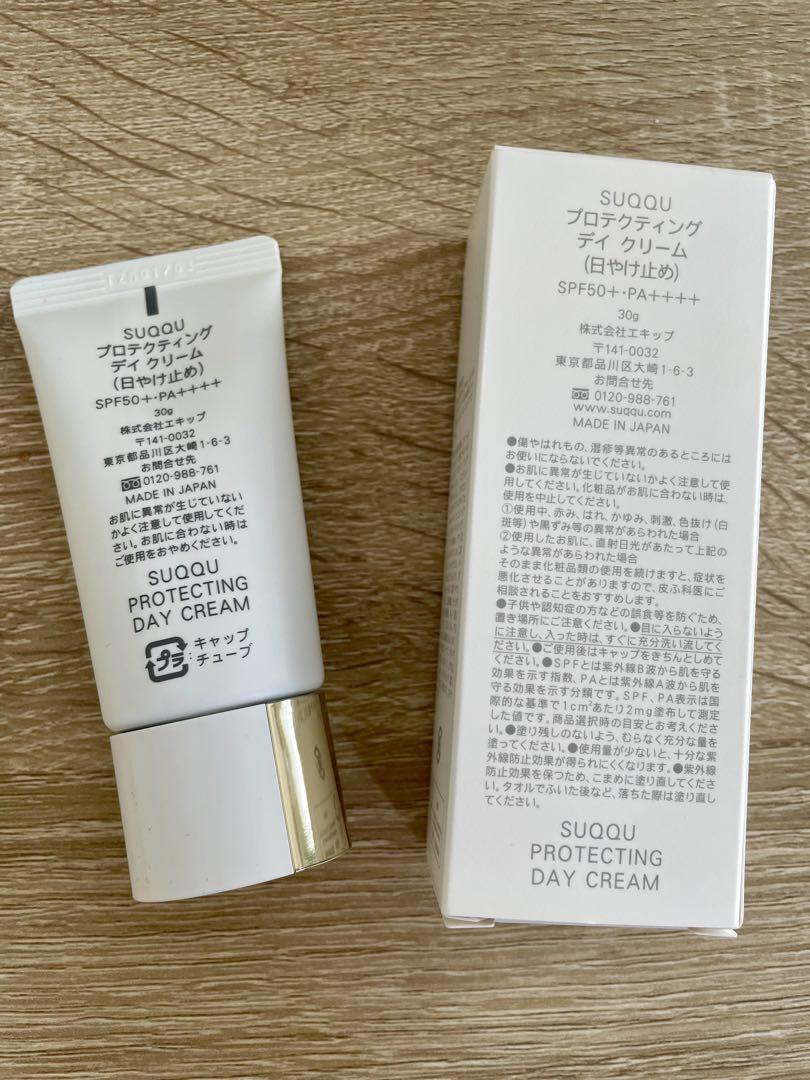 SUQQU
プロテクティング
デイ クリーム
(日やけ止め)
SPF50+・PA++++
30g
株式会社エキップ
〒141-0032
東京都品川区大崎1-6-3
お問合せ先
0120-988-761
MADE IN JAPAN
お肌に異常が生じていない
かよく注意して使用してくだ
さい。お肌に合わない時は
ご使用をおやめください。
SUQQU
PROTECTING
DAY CREAM
プラ
キャップ
チューブ
SUQQU
プロテクティング
デイ クリーム
(日やけ止め)
SPF50+・PA++++
30g
株式会社エキップ
〒141-0032
東京都品川区大崎1-6-3
お問合せ先
0120-988-761
www.suqqu.com
MADE IN JAPAN
●傷やはれもの、湿疹等異常のあるところには
お使いにならないでください。
●お肌に異常が生じていないかよく注意して使
用してください。化粧品がお肌に合わない時は、
使用を中止してください。
①使用中、赤み、はれ、かゆみ、刺激、色抜け(白
斑等)や黒ずみ等の異常があらわれた場合
②使用したお肌に、直射日光があたって上記の
ような異常があらわれた場合
そのまま化粧品類の使用を続けますと、症状を
悪化させることがありますので、皮ふ科医にご
相談されることをおすすめします。
●子供や認知症の方などの誤食等を防ぐため、
置き場所にご注意ください。●目に入らないよう
に注意し、入った時は、すぐに充分洗い流してく
ださい。●ご使用後はキャップをきちんとしめて
ください。●SPFとは紫外線B波から肌を守る
効果を示す指数、PAとは紫外線A波から肌を
守る効果を示す分類です。SPF、PA表示は国
際的な基準で1cm²あたり2mg塗布して測定
した値です。商品選択時の目安とお考えくださ
い。●塗り残しのないよう、むらなく充分な量を
塗ってください。●使用量が少ないと、十分な紫
外線防止効果が得られにくくなります。●紫外線
防止効果を保つため、こまめに塗り直してくださ
い。タオルでふいた後など、落ちた際は塗り直し
てください。
SUQQU
PROTECTING
DAY CREAM